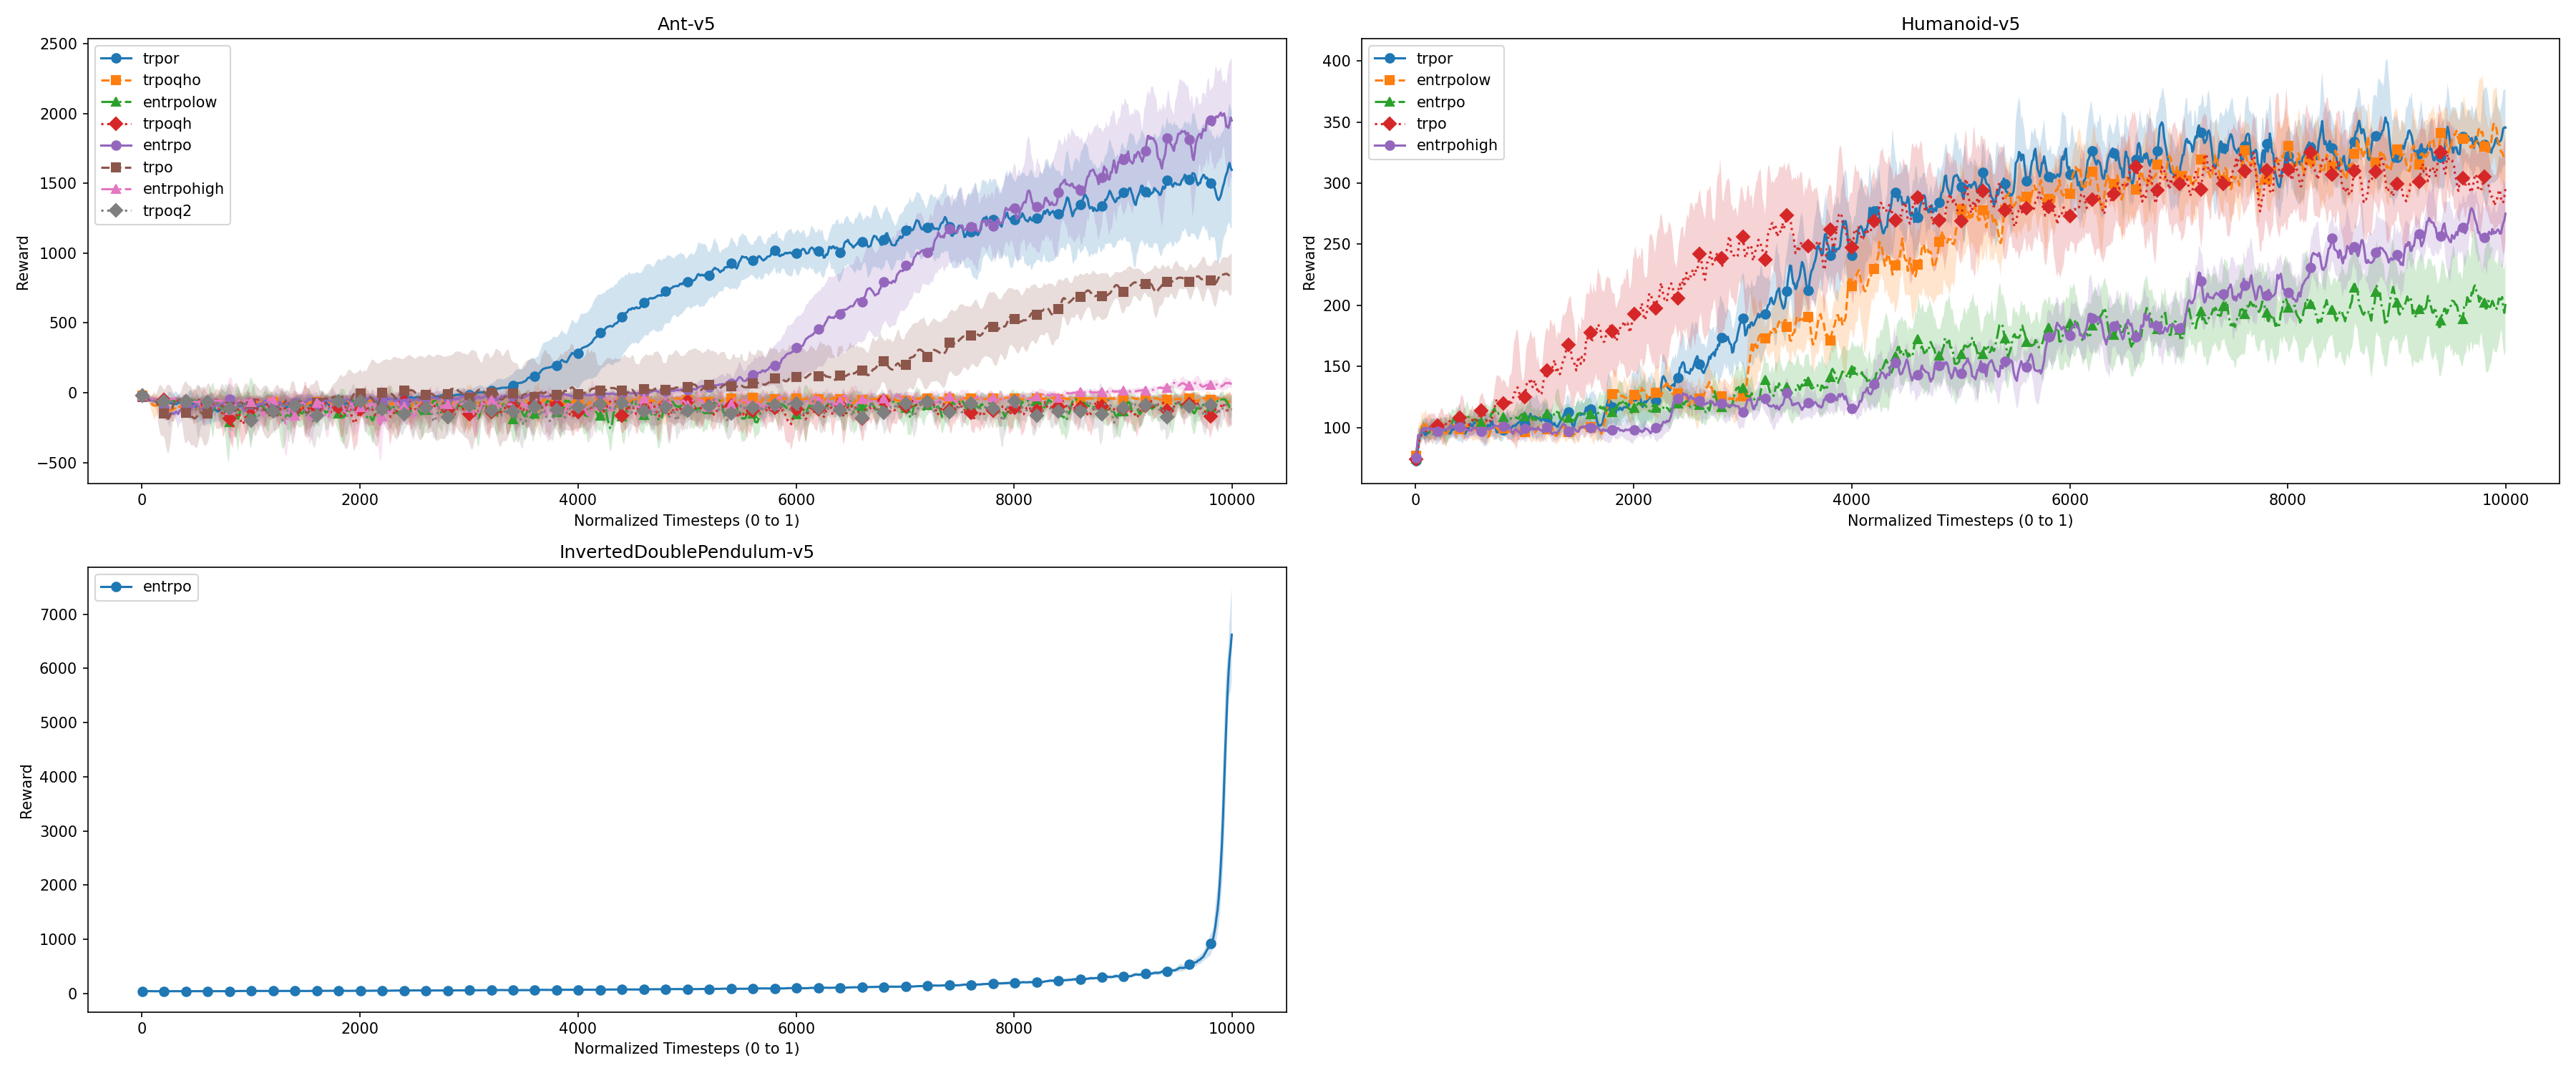 Ant-v5
2500
2000
1500
1000
500
0
−500
Reward
trpor
trpoqho
entrpolow
trpoqh
entrpo
trpo
entrpohigh
trpoq2
0 2000 4000 6000 8000 10000
Normalized Timesteps (0 to 1)
Humanoid-v5
400
350
300
250
200
150
100
Reward
trpor
entrpolow
entrpo
trpo
entrpohigh
0 2000 4000 6000 8000 10000
Normalized Timesteps (0 to 1)
InvertedDoublePendulum-v5
7000
6000
5000
4000
3000
2000
1000
0
Reward
entrpo
0 2000 4000 6000 8000 10000
Normalized Timesteps (0 to 1)